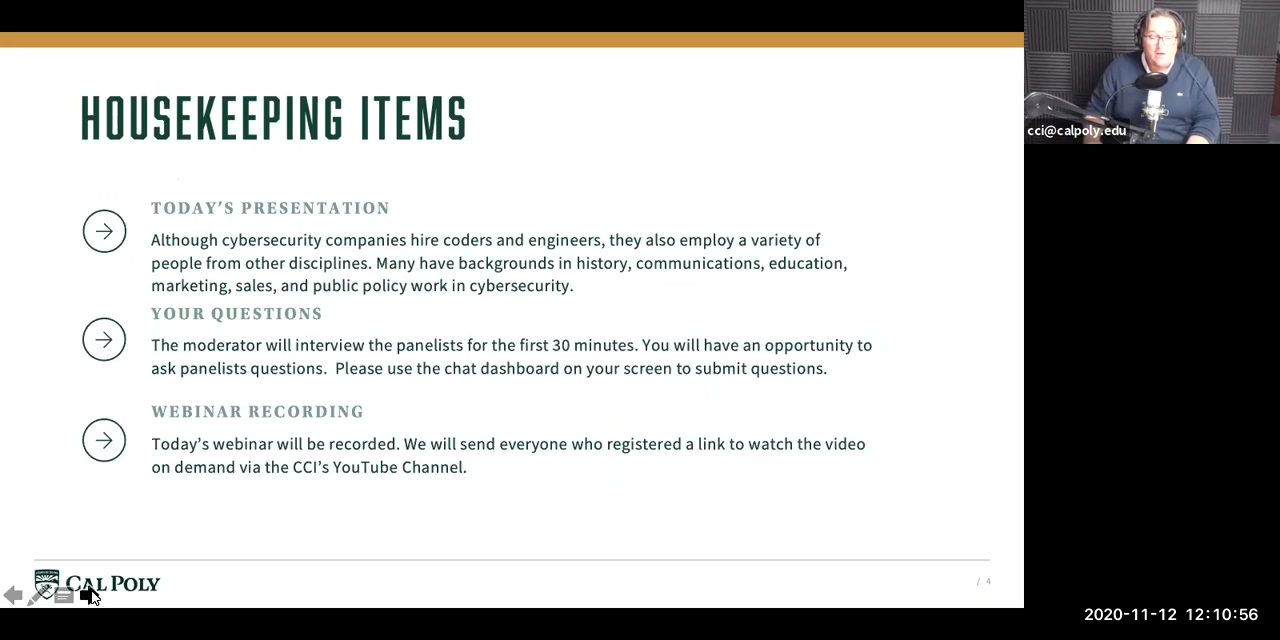 HOUSEKEEPING ITEMS
TODAY'S PRESENTATION
Although cybersecurity companies hire coders and engineers, they also employ a variety of
people from other disciplines. Many have backgrounds in history, communications, education,
marketing, sales, and public policy work in cybersecurity.
YOUR QUESTIONS
The moderator will interview the panelists for the first 30 minutes. You will have an opportunity to
ask panelists questions.  Please use the chat dashboard on your screen to submit questions.
WEBINAR RECORDING
Today's webinar will be recorded. We will send everyone who registered a link to watch the video
on demand via the CCI's YouTube Channel.
CAL POLY
/ 4
cci@calpoly.edu
2020-11-12 12:10:56